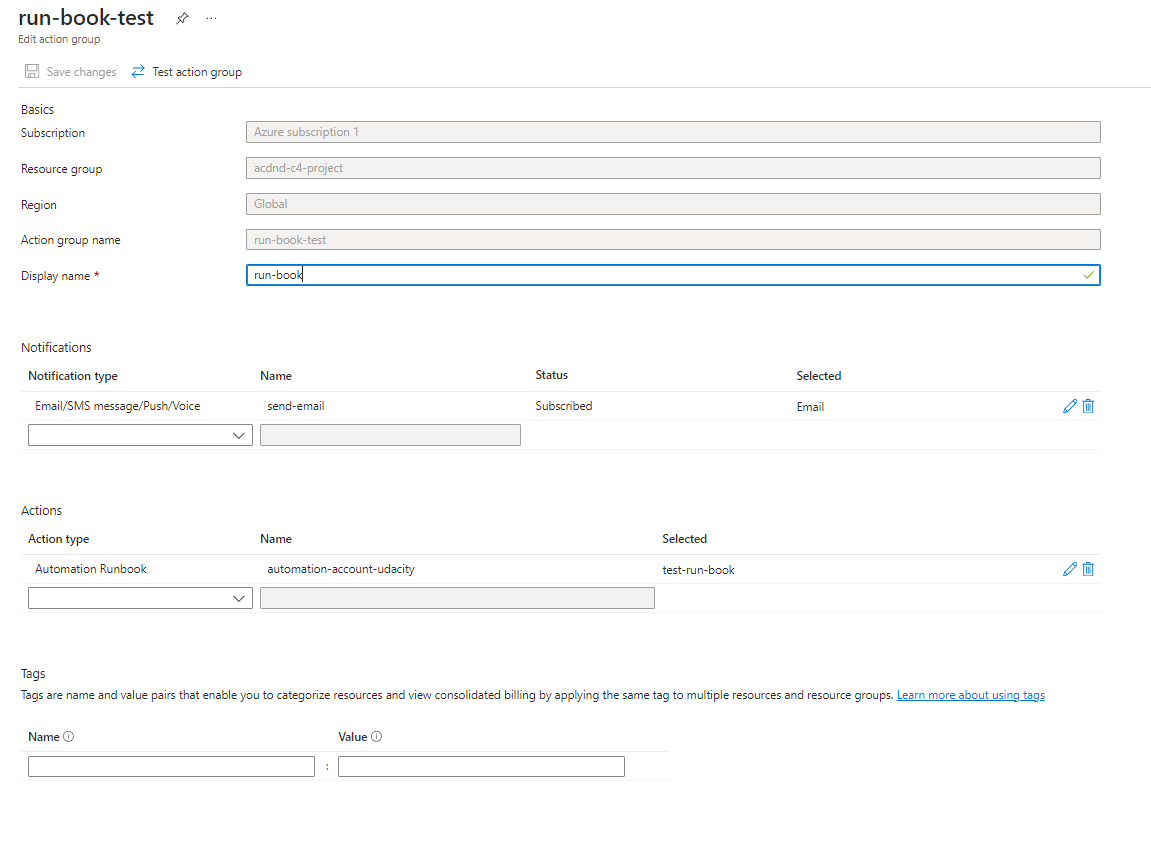 run-book-test
Edit action group
Save changes Test action group
Basics
Subscription Azure subscription 1
Resource group acdnd-c4-project
Region Global
Action group name run-book-test
Display name * run-book
Notifications
Notification type Name Status Selected
Email/SMS message/Push/Voice send-email Subscribed Email
Actions
Action type Name Selected
Automation Runbook automation-account-udacity test-run-book
Tags
Tags are name and value pairs that enable you to categorize resources and view consolidated billing by applying the same tag to multiple resources and resource groups. Learn more about using tags
Name Value
: